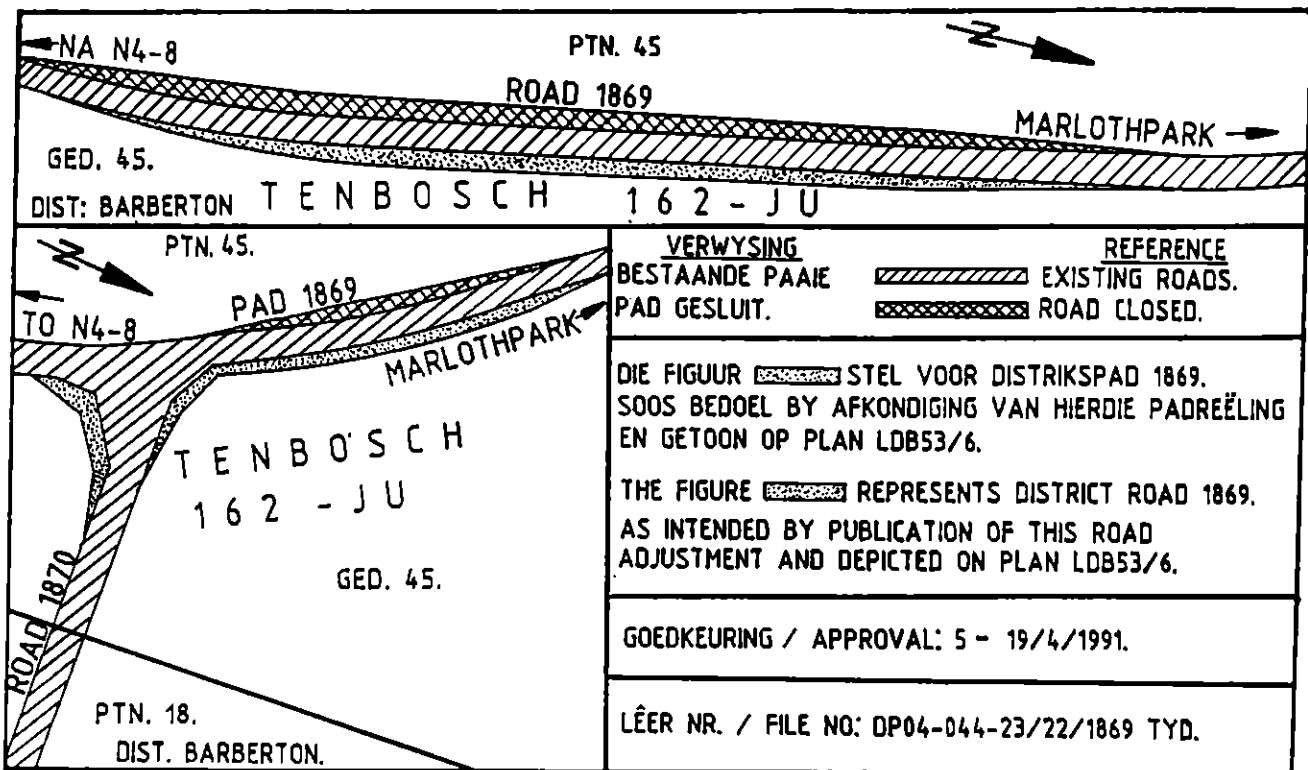 NA N4-8
PTN. 45
N
ROAD 1869
MARLOTHPARK
GED. 45.
DIST: BARBERTON
TENBOSCH 162-JU
N
PTN. 45.
PAD 1869
TO N4-8
MARLOTHPARK
TENBOSCH
162-JU
GED. 45.
ROAD 1870
PTN. 18.
DIST. BARBERTON.
VERWYSING REFERENCE
BESTAANDE PAAIE EXISTING ROADS.
PAD GESLUIT. ROAD CLOSED.
DIE FIGUUR STEL VOOR DISTRIKSPAD 1869.
SOOS BEDOEL BY AFKONDIGING VAN HIERDIE PADREËLING
EN GETOON OP PLAN LDB53/6.
THE FIGURE REPRESENTS DISTRICT ROAD 1869.
AS INTENDED BY PUBLICATION OF THIS ROAD
ADJUSTMENT AND DEPICTED ON PLAN LDB53/6.
GOEDKEURING / APPROVAL: 5 - 19/4/1991.
LÊER NR. / FILE NO: DP04-044-23/22/1869 TYD.